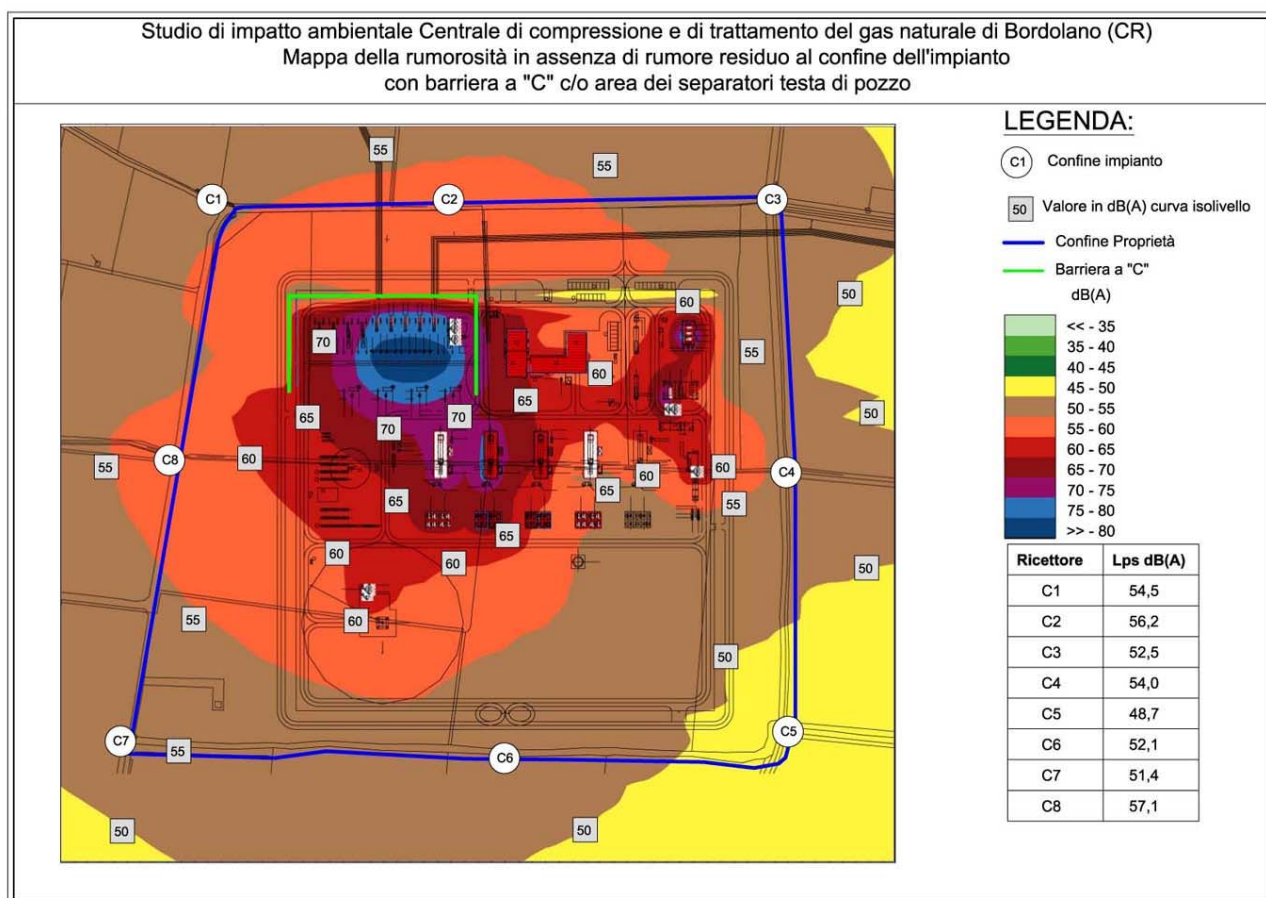 Studio di impatto ambientale Centrale di compressione e di trattamento del gas naturale di Bordolano (CR)
Mappa della rumorosità in assenza di rumore residuo al confine dell'impianto
con barriera a "C" c/o area dei separatori testa di pozzo
LEGENDA:
C1 Confine impianto
50 Valore in dB(A) curva isolivello
Confine Proprietà
Barriera a "C"
dB(A)
<< - 35
35 - 40
40 - 45
45 - 50
50 - 55
55 - 60
60 - 65
65 - 70
70 - 75
75 - 80
>> - 80
Ricettore Lps dB(A)
C1 54,5
C2 56,2
C3 52,5
C4 54,0
C5 48,7
C6 52,1
C7 51,4
C8 57,1
55
55
C1
C2
C3
50
60
70
55
60
65
65
50
70
70
C8
60
55
60
60
C4
65
65
55
65
60
60
50
55
60
50
C7
55
C6
C5
50
50